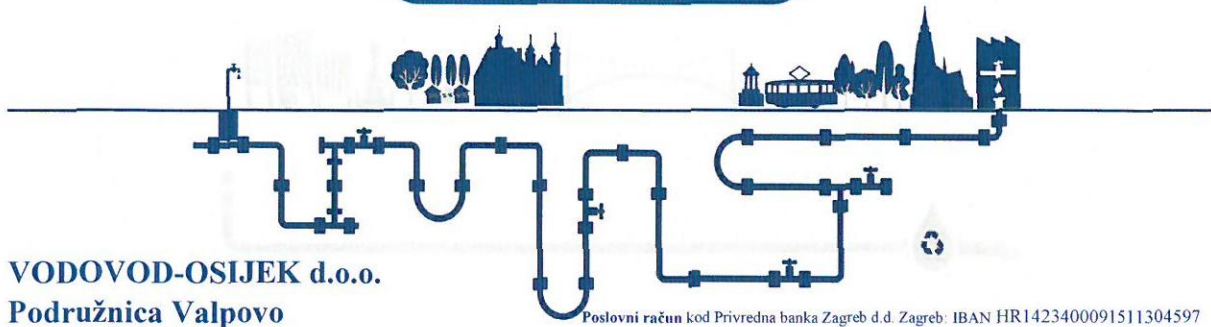 VODOVOD-OSIJEK d.o.o.
Podružnica Valpovo
Poslovni račun kod Privredna banka Zagreb d.d. Zagreb: IBAN HR1423400091511304597